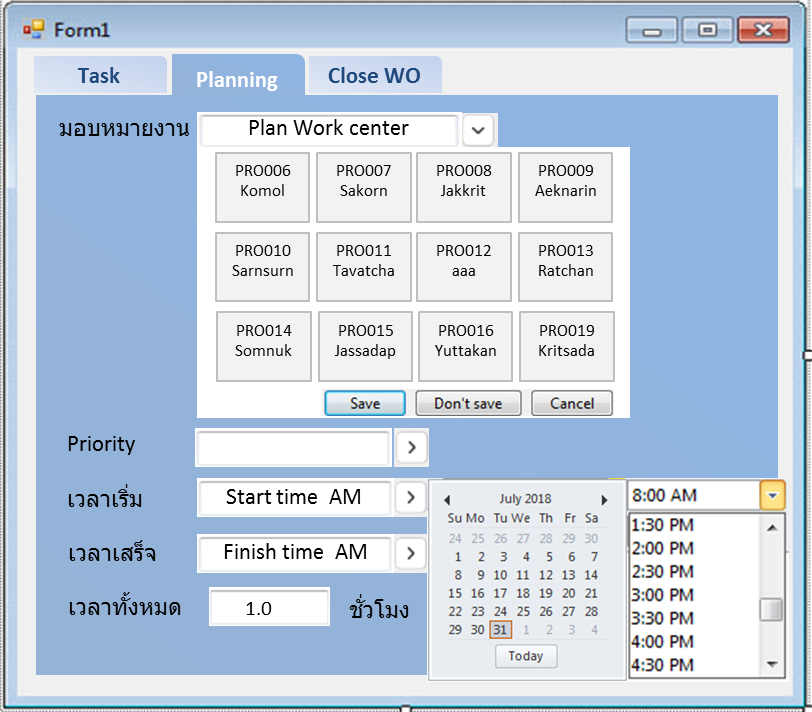 Form1
Task Planning Close WO
มอบหมายงาน Plan Work center
PRO006 PRO007 PRO008 PRO009
Komol Sakorn Jakkrit Aeknarin
PRO010 PRO011 PRO012 PRO013
Sarnsurn Tavatcha aaa Ratchan
PRO014 PRO015 PRO016 PRO019
Somnuk Jassadap Yuttakan Kritsada
Save Don't save Cancel
Priority
เวลาเริ่ม Start time AM
เวลาเสร็จ Finish time AM
เวลาทั้งหมด 1.0 ชั่วโมง
July 2018
Su Mo Tu We Th Fr Sa
24 25 26 27 28 29 30
1 2 3 4 5 6 7
8 9 10 11 12 13 14
15 16 17 18 19 20 21
22 23 24 25 26 27 28
29 30 31 1 2 3 4
Today
8:00 AM
1:30 PM
2:00 PM
2:30 PM
3:00 PM
3:30 PM
4:00 PM
4:30 PM